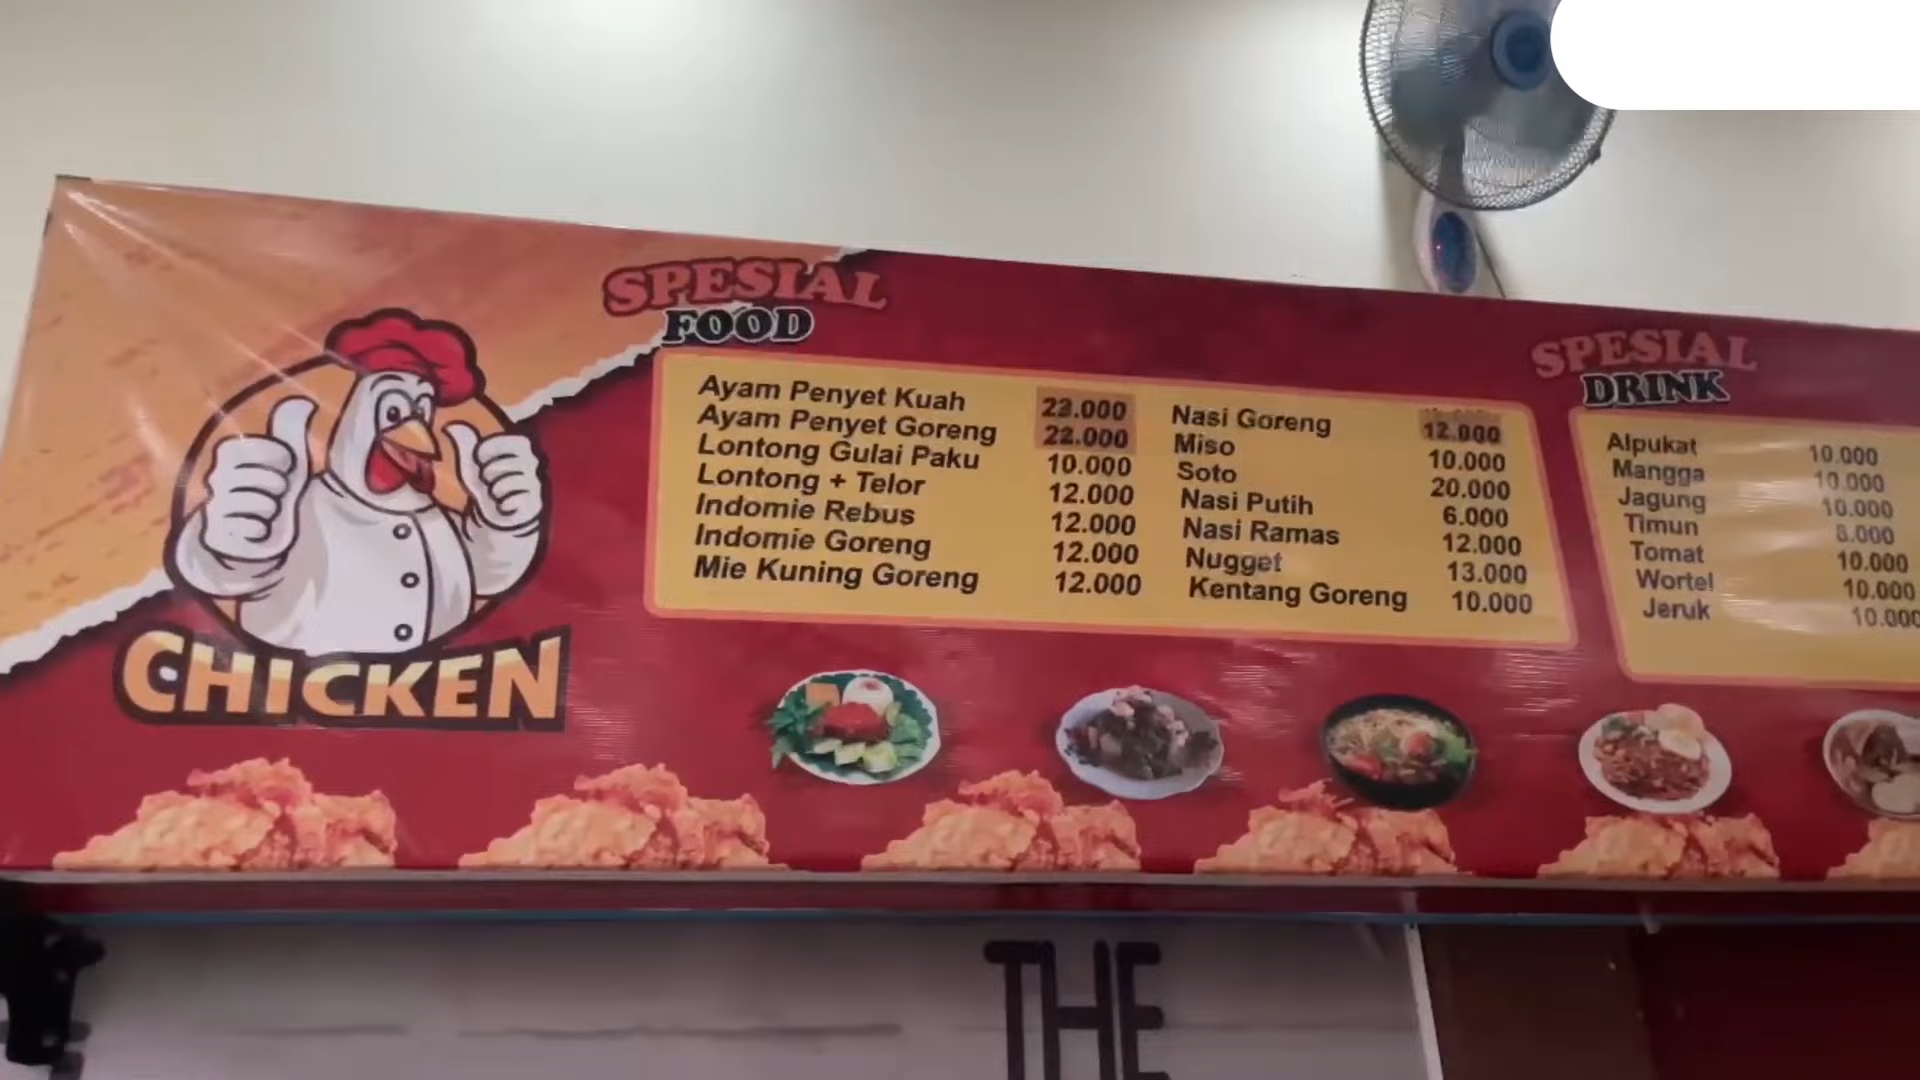 SPESIAL
FOOD
Ayam Penyet Kuah 22.000
Ayam Penyet Goreng 22.000
Lontong Gulai Paku 10.000
Lontong + Telor 12.000
Indomie Rebus 12.000
Indomie Goreng 12.000
Mie Kuning Goreng 12.000
Nasi Goreng 12.000
Miso 10.000
Soto 20.000
Nasi Putih 6.000
Nasi Ramas 12.000
Nugget 13.000
Kentang Goreng 10.000
SPESIAL
DRINK
Alpukat 10.000
Mangga 10.000
Jagung 10.000
Timun 8.000
Tomat 10.000
Wortel 10.000
Jeruk 10.000
CHICKEN
THE